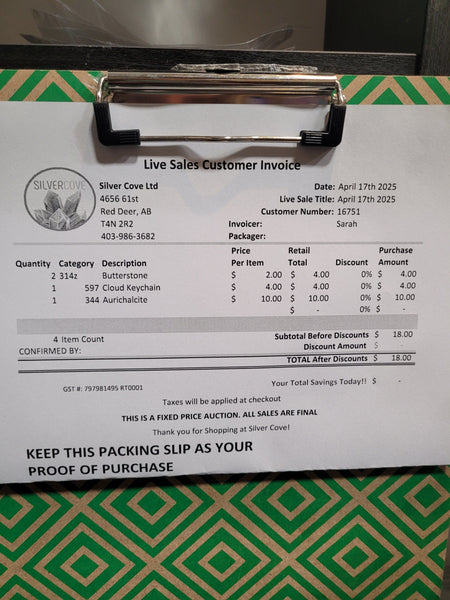 Live Sales Customer Invoice
SILVERCOVE
Silver Cove Ltd
4656 61st
Red Deer, AB
T4N 2R2
403-986-3682
Date: April 17th 2025
Live Sale Title: April 17th 2025
Customer Number: 16751
Invoicer: Sarah
Packager:
Quantity Category Description Price Per Item Retail Total Discount Purchase Amount
2 314z Butterstone $ 2.00 $ 4.00 0% $ 4.00
1 597 Cloud Keychain $ 4.00 $ 4.00 0% $ 4.00
1 344 Aurichalcite $ 10.00 $ 10.00 0% $ 10.00
$ - 0% $ -
4 Item Count Subtotal Before Discounts $ 18.00
Discount Amount $ -
CONFIRMED BY: TOTAL After Discounts $ 18.00
GST #: 797981495 RT0001 Your Total Savings Today!! $ -
Taxes will be applied at checkout
THIS IS A FIXED PRICE AUCTION. ALL SALES ARE FINAL
Thank you for Shopping at Silver Cove!
KEEP THIS PACKING SLIP AS YOUR
PROOF OF PURCHASE